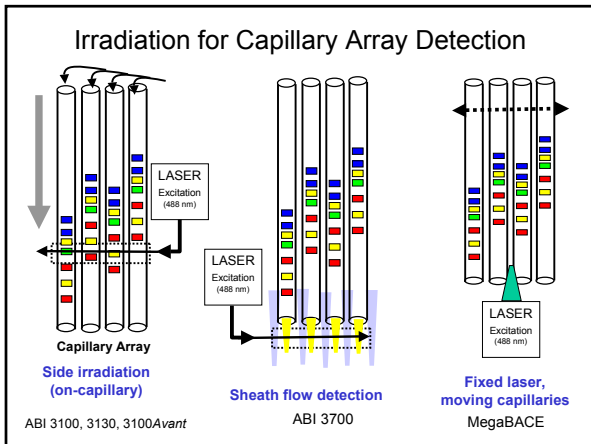 Irradiation for Capillary Array Detection
LASER
Excitation
(488 nm)
Capillary Array
Side irradiation
(on-capillary)
ABI 3100, 3130, 3100Avant
LASER
Excitation
(488 nm)
Sheath flow detection
ABI 3700
LASER
Excitation
(488 nm)
Fixed laser,
moving capillaries
MegaBACE